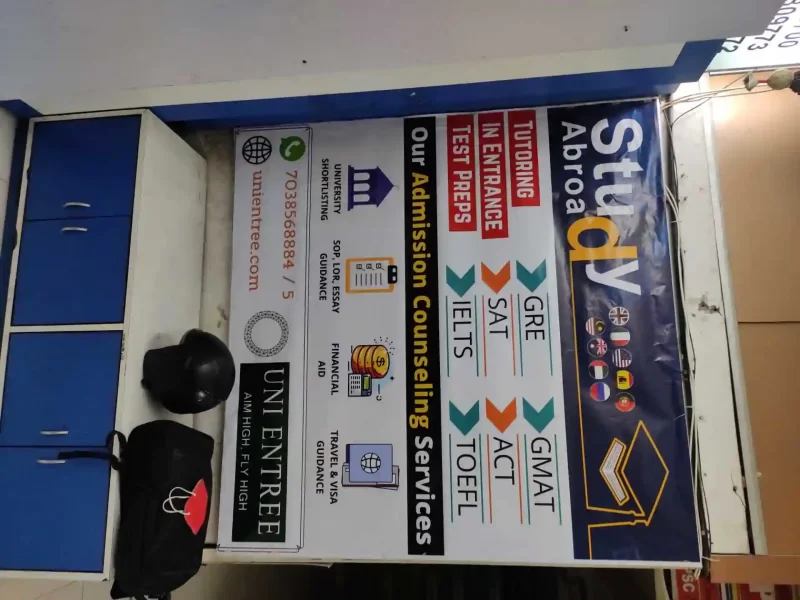 Study
Abroad
TUTORING
IN ENTRANCE
TEST PREPS
GRE
GMAT
SAT
ACT
IELTS
TOEFL
Our Admission Counseling Services
UNIVERSITY
SHORTLISTING
SOP, LOR, ESSAY
GUIDANCE
FINANCIAL
AID
TRAVEL & VISA
GUIDANCE
7038568884 / 5
unientree.com
UNI ENTREE
AIM HIGH, FLY HIGH